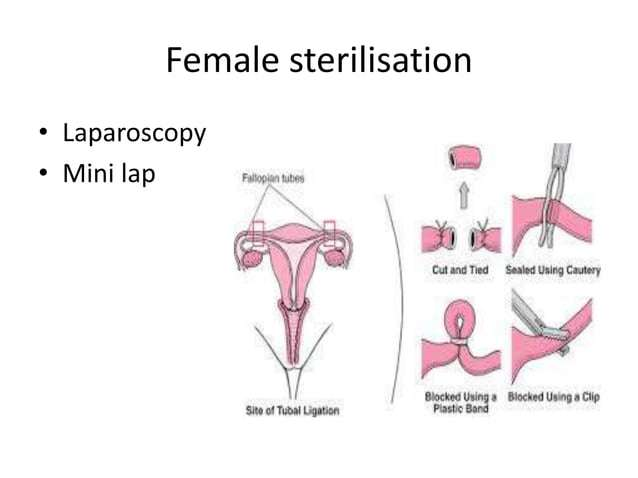 Female sterilisation
• Laparoscopy
• Mini lap
Fallopian tubes
Cut and Tied
Sealed Using Cautery
Blocked Using a
Plastic Band
Blocked Using a Clip
Site of Tubal Ligation